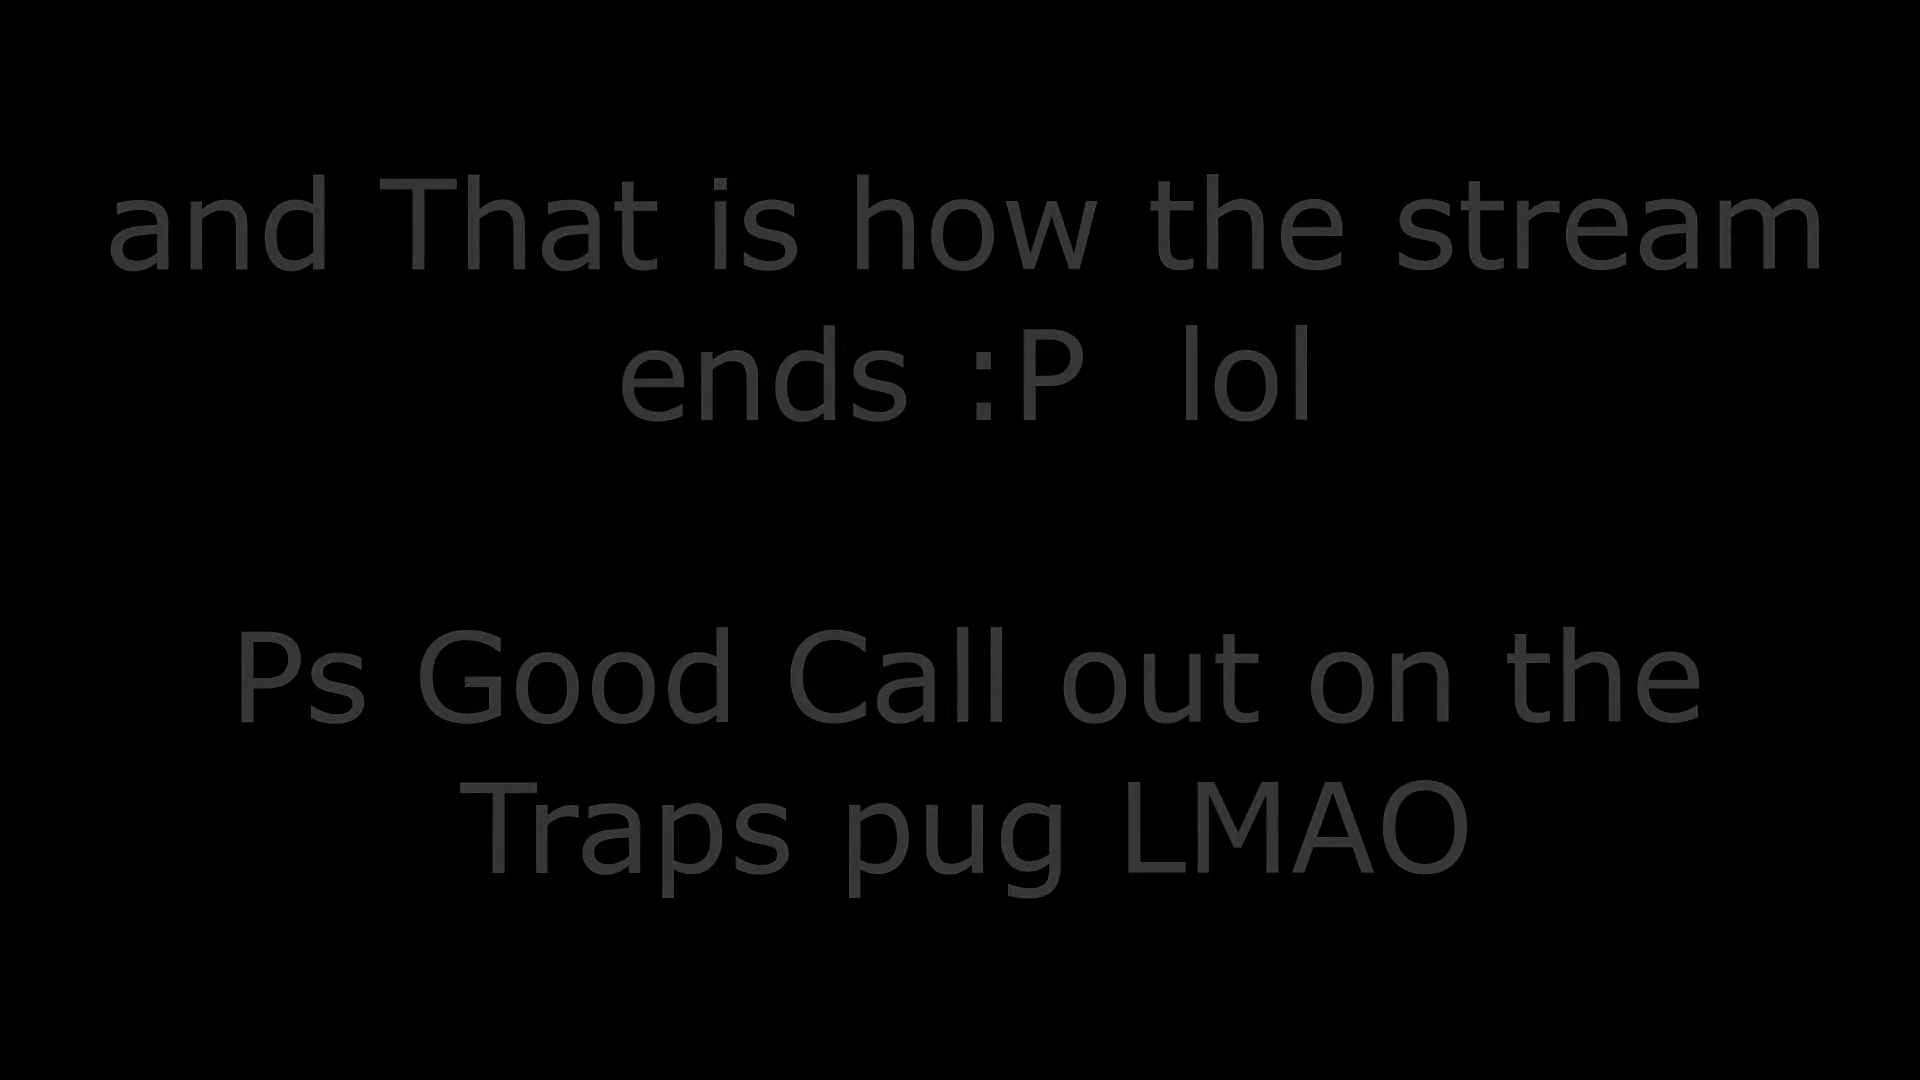 and That is how the stream
ends :P  lol
Ps Good Call out on the
Traps pug LMAO